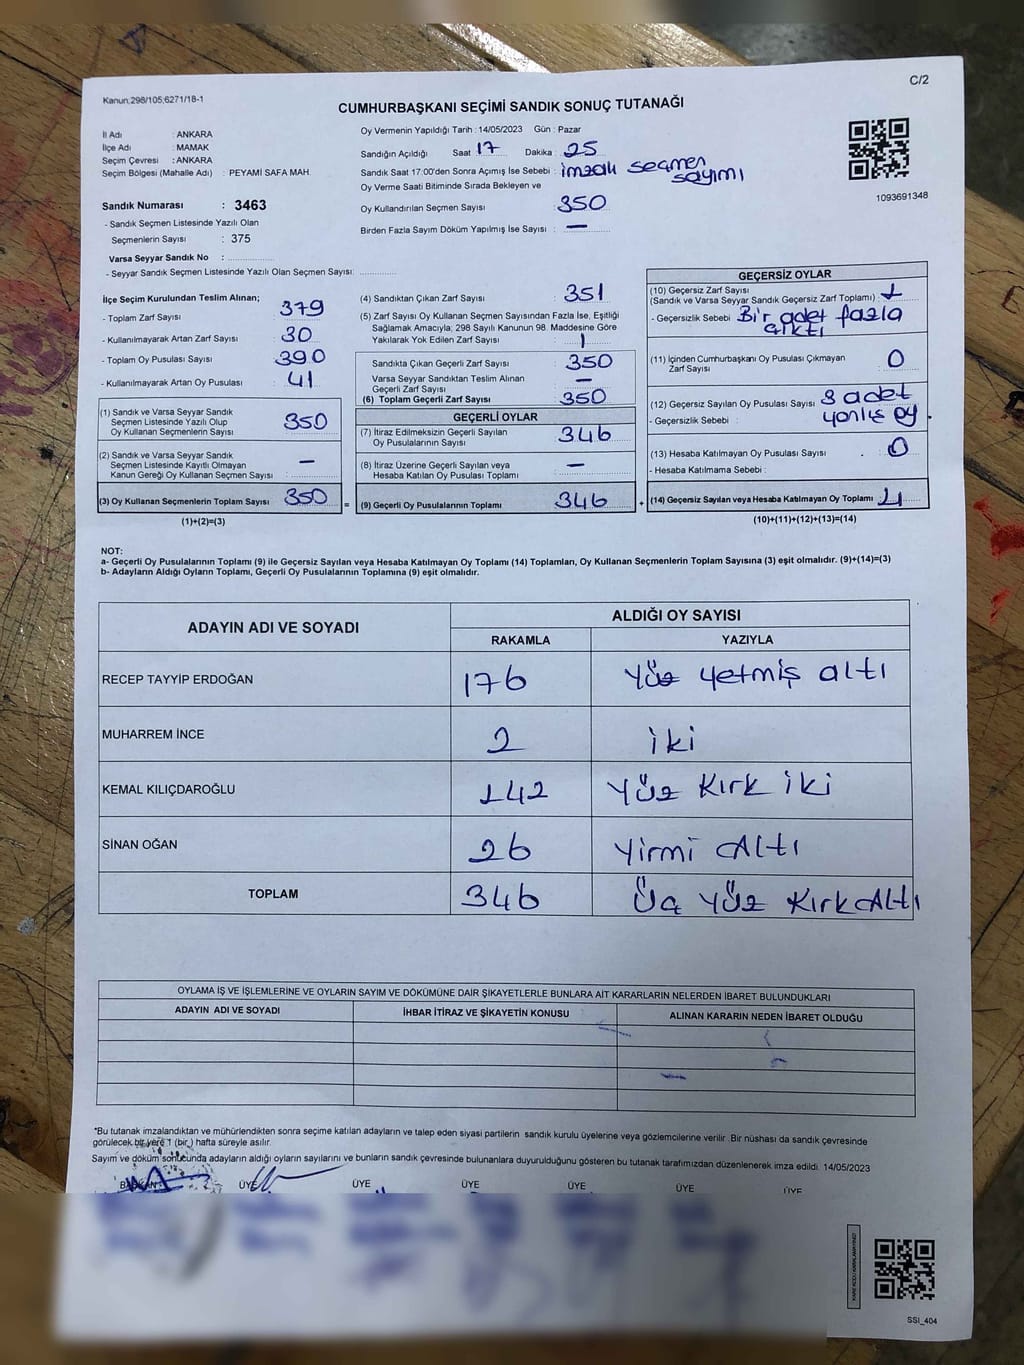 C/2
Kanun;298/105;6271/18-1
CUMHURBAŞKANI SEÇİMİ SANDIK SONUÇ TUTANAĞI
İl Adı : ANKARA
İlçe Adı : MAMAK
Seçim Çevresi : ANKARA
Seçim Bölgesi (Mahalle Adı) : PEYAMİ SAFA MAH.
Sandık Numarası : 3463
- Sandık Seçmen Listesinde Yazılı Olan
Seçmenlerin Sayısı : 375
Varsa Seyyar Sandık No :
- Seyyar Sandık Seçmen Listesinde Yazılı Olan Seçmen Sayısı:
Oy Vermenin Yapıldığı Tarih : 14/05/2023 Gün : Pazar
Sandığın Açıldığı Saat 17 Dakika : 25
Sandık Saat 17:00'den Sonra Açımış İse Sebebi : imzalı seçmen sayımı
Oy Verme Saati Bitiminde Sırada Bekleyen ve
Oy Kullandırılan Seçmen Sayısı : 350
Birden Fazla Sayım Döküm Yapılmış İse Sayısı : —
1093691348
İlçe Seçim Kurulundan Teslim Alınan;
- Toplam Zarf Sayısı : 379
- Kullanılmayarak Artan Zarf Sayısı : 30
- Toplam Oy Pusulası Sayısı : 390
- Kullanılmayarak Artan Oy Pusulası : 41
(1) Sandık ve Varsa Seyyar Sandık
Seçmen Listesinde Yazılı Olup
Oy Kullanan Seçmenlerin Sayısı : 350
(2) Sandık ve Varsa Seyyar Sandık
Seçmen Listesinde Kayıtlı Olmayan
Kanun Gereği Oy Kullanan Seçmen Sayısı : —
(3) Oy Kullanan Seçmenlerin Toplam Sayısı : 350 =
(1)+(2)=(3)
(4) Sandıktan Çıkan Zarf Sayısı : 351
(5) Zarf Sayısı Oy Kullanan Seçmen Sayısından Fazla İse, Eşitliği
Sağlamak Amacıyla; 298 Sayılı Kanunun 98. Maddesine Göre
Yakılarak Yok Edilen Zarf Sayısı : 1
Sandıkta Çıkan Geçerli Zarf Sayısı : 350
Varsa Seyyar Sandıktan Teslim Alınan
Geçerli Zarf Sayısı : —
(6) Toplam Geçerli Zarf Sayısı : 350
GEÇERLİ OYLAR
(7) İtiraz Edilmeksizin Geçerli Sayılan
Oy Pusulalarının Sayısı : 346
(8) İtiraz Üzerine Geçerli Sayılan veya
Hesaba Katılan Oy Pusulası Toplamı : —
(9) Geçerli Oy Pusulalarının Toplamı : 346 +
GEÇERSİZ OYLAR
(10) Geçersiz Zarf Sayısı
(Sandık ve Varsa Seyyar Sandık Geçersiz Zarf Toplamı) : 1
- Geçersizlik Sebebi : Bir adet fazla
çıktı
(11) İçinden Cumhurbaşkanı Oy Pusulası Çıkmayan
Zarf Sayısı : 0
(12) Geçersiz Sayılan Oy Pusulası Sayısı : 3 adet
- Geçersizlik Sebebi : yanlış oy
(13) Hesaba Katılmayan Oy Pusulası Sayısı : 0
- Hesaba Katılmama Sebebi :
(14) Geçersiz Sayılan veya Hesaba Katılmayan Oy Toplamı : 4
(10)+(11)+(12)+(13)=(14)
NOT:
a- Geçerli Oy Pusulalarının Toplamı (9) ile Geçersiz Sayılan veya Hesaba Katılmayan Oy Toplamı (14) Toplamları, Oy Kullanan Seçmenlerin Toplam Sayısına (3) eşit olmalıdır. (9)+(14)=(3)
b- Adayların Aldığı Oyların Toplamı, Geçerli Oy Pusulalarının Toplamına (9) eşit olmalıdır.
ADAYIN ADI VE SOYADI
ALDIĞI OY SAYISI
RAKAMLA YAZIYLA
RECEP TAYYİP ERDOĞAN 176 Yüz yetmiş altı
MUHARREM İNCE 2 iki
KEMAL KILIÇDAROĞLU 142 Yüz Kırk iki
SİNAN OĞAN 26 Yirmi Altı
TOPLAM 346 Üç Yüz Kırk Altı
OYLAMA İŞ VE İŞLEMLERİNE VE OYLARIN SAYIM VE DÖKÜMÜNE DAİR ŞİKAYETLERLE BUNLARA AİT KARARLARIN NELERDEN İBARET BULUNDUKLARI
ADAYIN ADI VE SOYADI İHBAR İTİRAZ VE ŞİKAYETİN KONUSU ALINAN KARARIN NEDEN İBARET OLDUĞU
*Bu tutanak imzalandıktan ve mühürlendikten sonra seçime katılan adayların ve talep eden siyasi partilerin sandık kurulu üyelerine veya gözlemcilerine verilir .Bir nüshası da sandık çevresinde
görülecek bir yere 1 (bir ) hafta süreyle asılır.
Sayım ve döküm sonucunda adayların aldığı oyların sayılarını ve bunların sandık çevresinde bulunanlara duyurulduğunu gösteren bu tutanak tarafımızdan düzenlenerek imza edildi. 14/05/2023
BAŞKAN ÜYE ÜYE ÜYE ÜYE ÜYE ÜYE
SSI_404